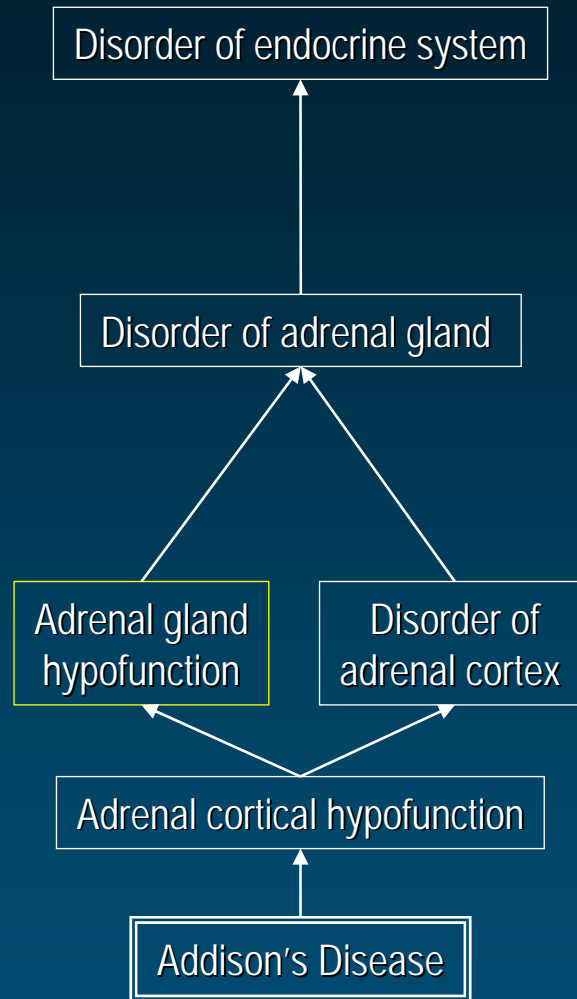 Disorder of endocrine system
Disorder of adrenal gland
Adrenal gland
hypofunction
Disorder of
adrenal cortex
Adrenal cortical hypofunction
Addison's Disease